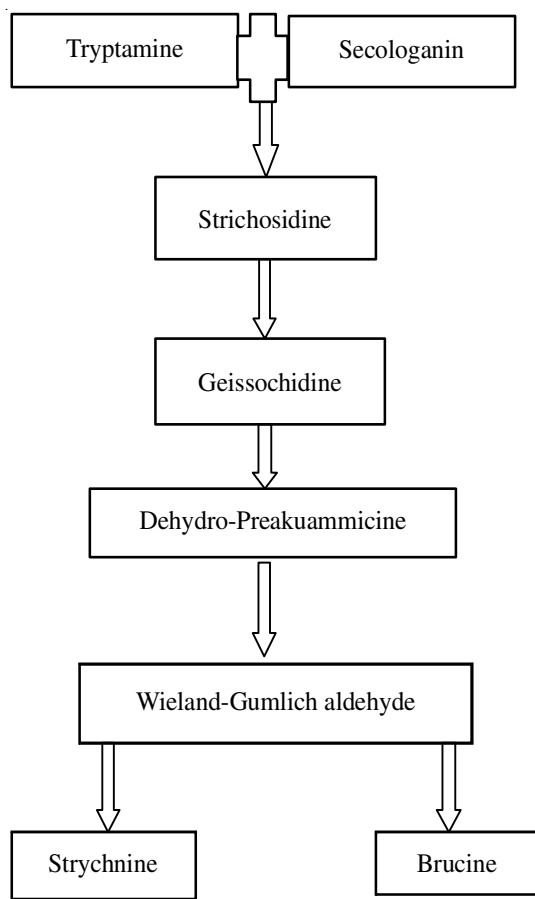 Tryptamine
Secologanin
Strichosidine
Geissochidine
Dehydro-Preakuammicine
Wieland-Gumlich aldehyde
Strychnine
Brucine